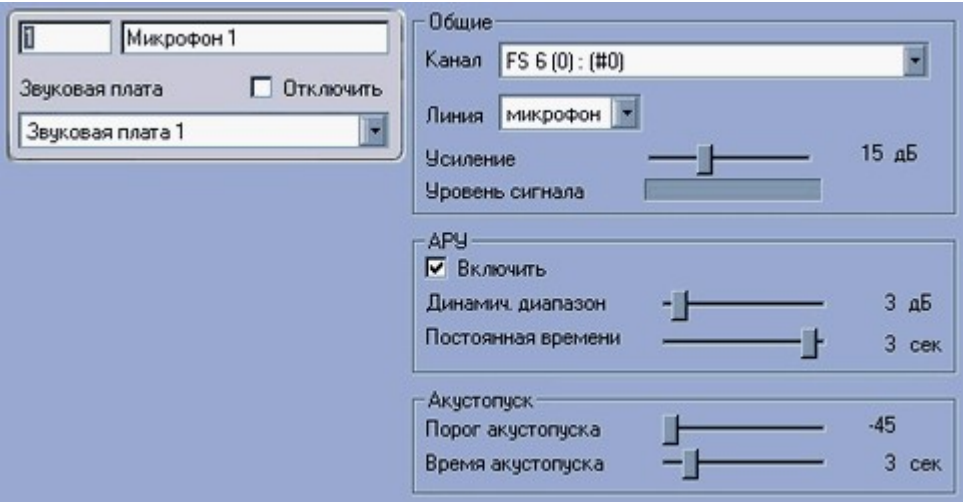 1
Микрофон 1
Звуковая плата
Отключить
Звуковая плата 1
Общие
Канал FS 6 (0) : (#0)
Линия микрофон
Усиление 15 дБ
Уровень сигнала
АРУ
Включить
Динамич. диапазон 3 дБ
Постоянная времени 3 сек
Акустопуск
Порог акустопуска -45
Время акустопуска 3 сек